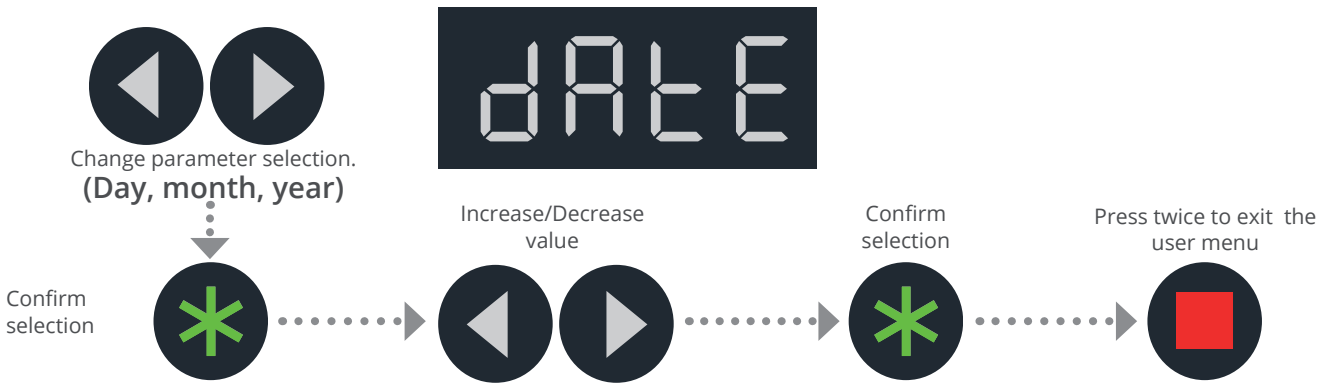 dAtE
Change parameter selection.
(Day, month, year)
Increase/Decrease
value
Confirm
selection
Press twice to exit the
user menu
Confirm
selection